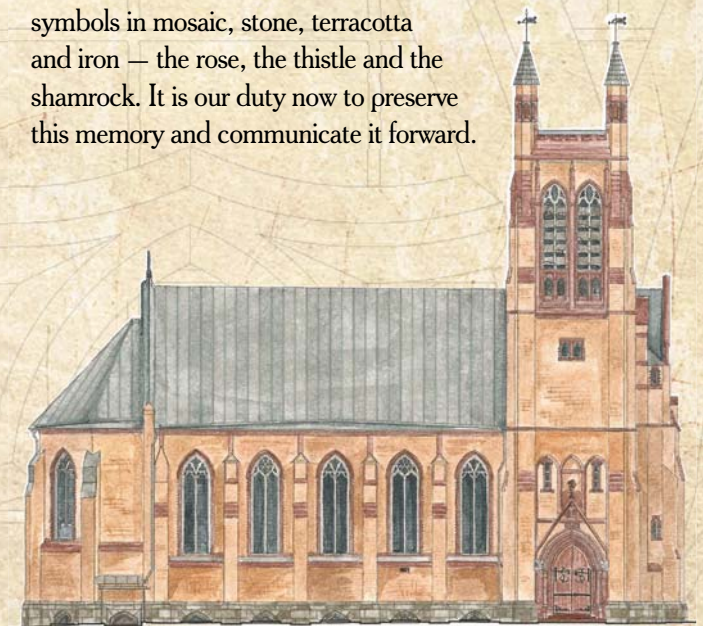 symbols in mosaic, stone, terracotta
and iron — the rose, the thistle and the
shamrock. It is our duty now to preserve
this memory and communicate it forward.